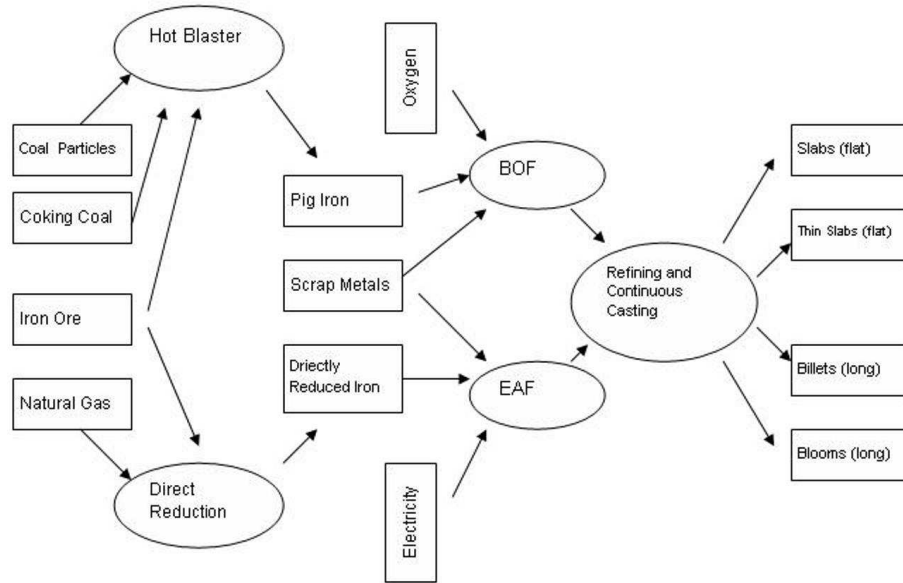 Hot Blaster
Oxygen
Coal Particles
BOF
Slabs (flat)
Coking Coal
Pig Iron
Thin Slabs (flat)
Scrap Metals
Refining and
Continuous
Casting
Iron Ore
Driectly
Reduced Iron
Billets (long)
Natural Gas
EAF
Blooms (long)
Direct
Reduction
Electricity